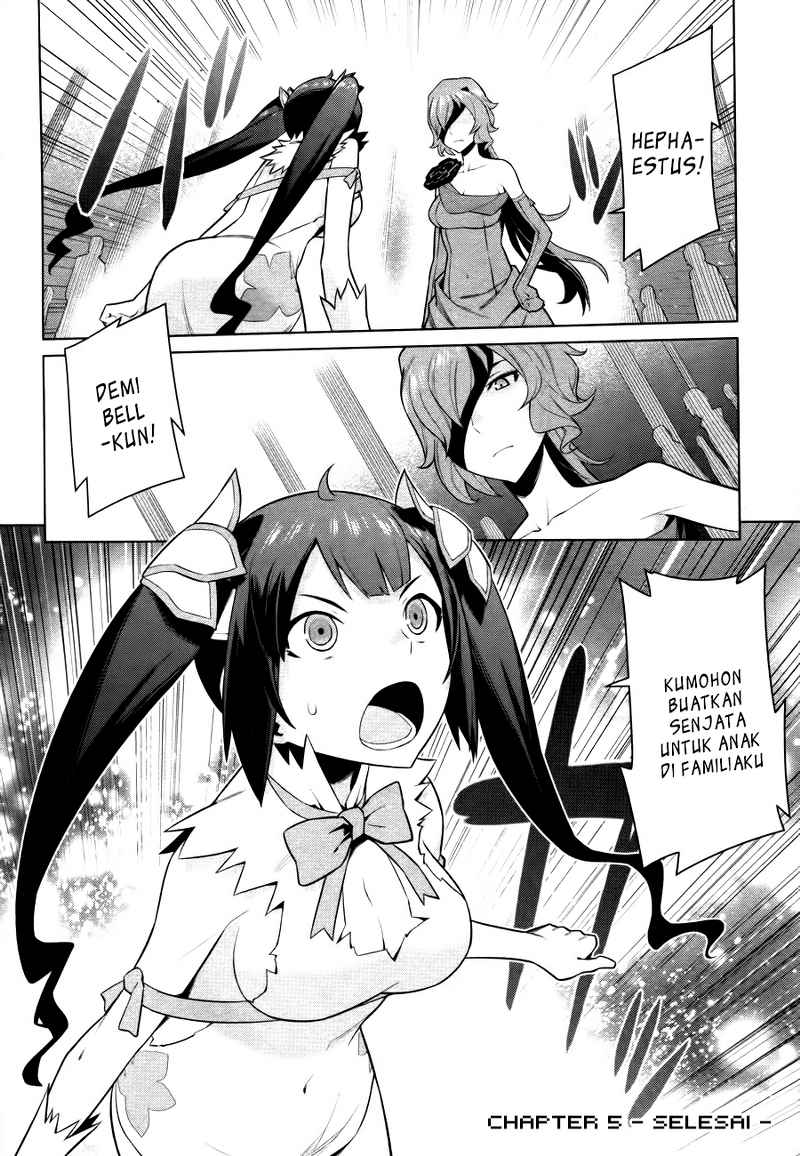 HEPHA-
ESTUS!
DEMI
BELL
-KUN!
KUMOHON
BUATKAN
SENJATA
UNTUK ANAK
DI FAMILIAKU
CHAPTER 5 - SELESAI -